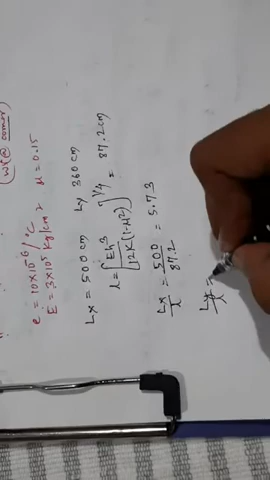 (wt @ corner)
e = 10×10⁻⁶/°C
E = 3×10⁵ kg/cm², μ = 0.15
Lx = 500 cm Ly 360 cm
l = [Eh³ / 12K(1-μ²)]^1/4 = 87.2 cm
Lx/l = 500/87.2 = 5.73
Ly/l =